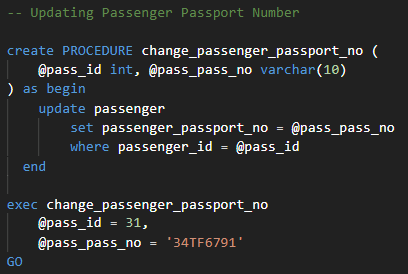 -- Updating Passenger Passport Number
create PROCEDURE change_passenger_passport_no (
@pass_id int, @pass_pass_no varchar(10)
) as begin
update passenger
set passenger_passport_no = @pass_pass_no
where passenger_id = @pass_id
end
exec change_passenger_passport_no
@pass_id = 31,
@pass_pass_no = '34TF6791'
GO